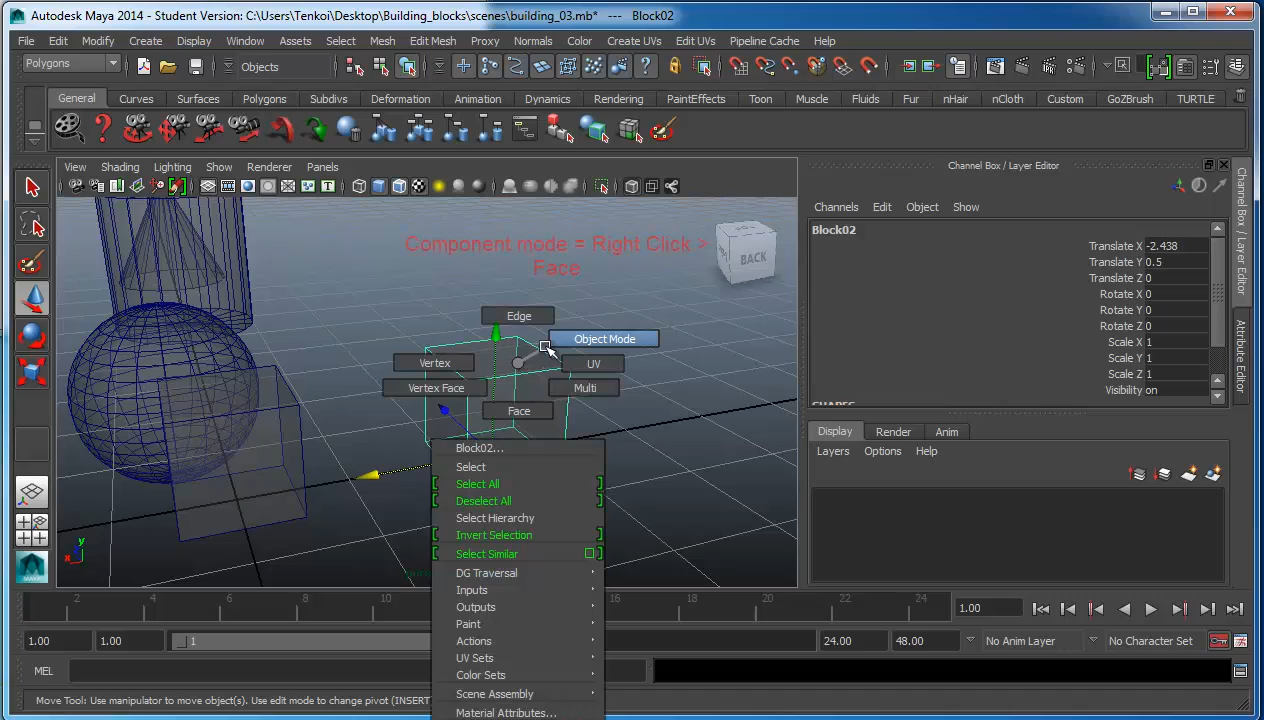 Autodesk Maya 2014 - Student Version: C:\Users\Tenkoi\Desktop\Building_blocks\scenes\building_03.mb* --- Block02
File Edit Modify Create Display Window Assets Select Mesh Edit Mesh Proxy Normals Color Create UVs Edit UVs Pipeline Cache Help
Polygons Objects
General Curves Surfaces Polygons Subdivs Deformation Animation Dynamics Rendering PaintEffects Toon Muscle Fluids Fur nHair nCloth Custom GoZBrush TURTLE
View Shading Lighting Show Renderer Panels
Channel Box / Layer Editor
Channels Edit Object Show
Component mode = Right Click >
Face
BACK
Block02
Translate X -2.438
Translate Y 0.5
Translate Z 0
Rotate X 0
Rotate Y 0
Rotate Z 0
Scale X 1
Scale Y 1
Scale Z 1
Visibility on
Channel Box / Layer Editor
Attribute Editor
Edge
Object Mode
Vertex
UV
Vertex Face
Multi
Face
Block02...
Select
Select All
Deselect All
Select Hierarchy
Invert Selection
Select Similar
DG Traversal
Inputs
Outputs
Paint
Actions
UV Sets
Color Sets
Scene Assembly
Material Attributes...
Display Render Anim
Layers Options Help
y
x
2 4 6 8 10 16 18 20 22 24
1.00
1.00 1.00 1 24.00 48.00 No Anim Layer No Character Set
MEL
Move Tool: Use manipulator to move object(s). Use edit mode to change pivot (INSERT)